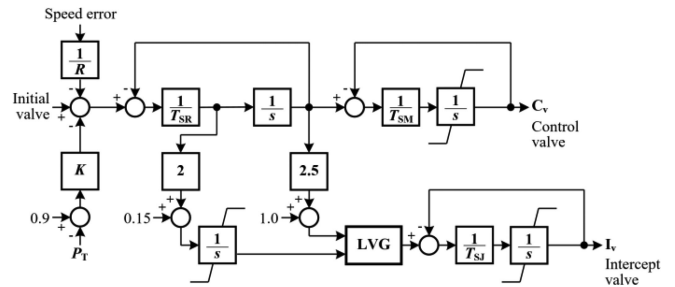 Speed error
1
R
Initial
valve
-
+
-
+
-
1
T_SR
1
s
+
-
1
T_SM
1
s
C_v
Control
valve
K
2
2.5
0.9
+
-
P_T
0.15
+
+
1.0
+
+
1
s
LVG
+
-
1
T_SJ
1
s
I_v
Intercept
valve